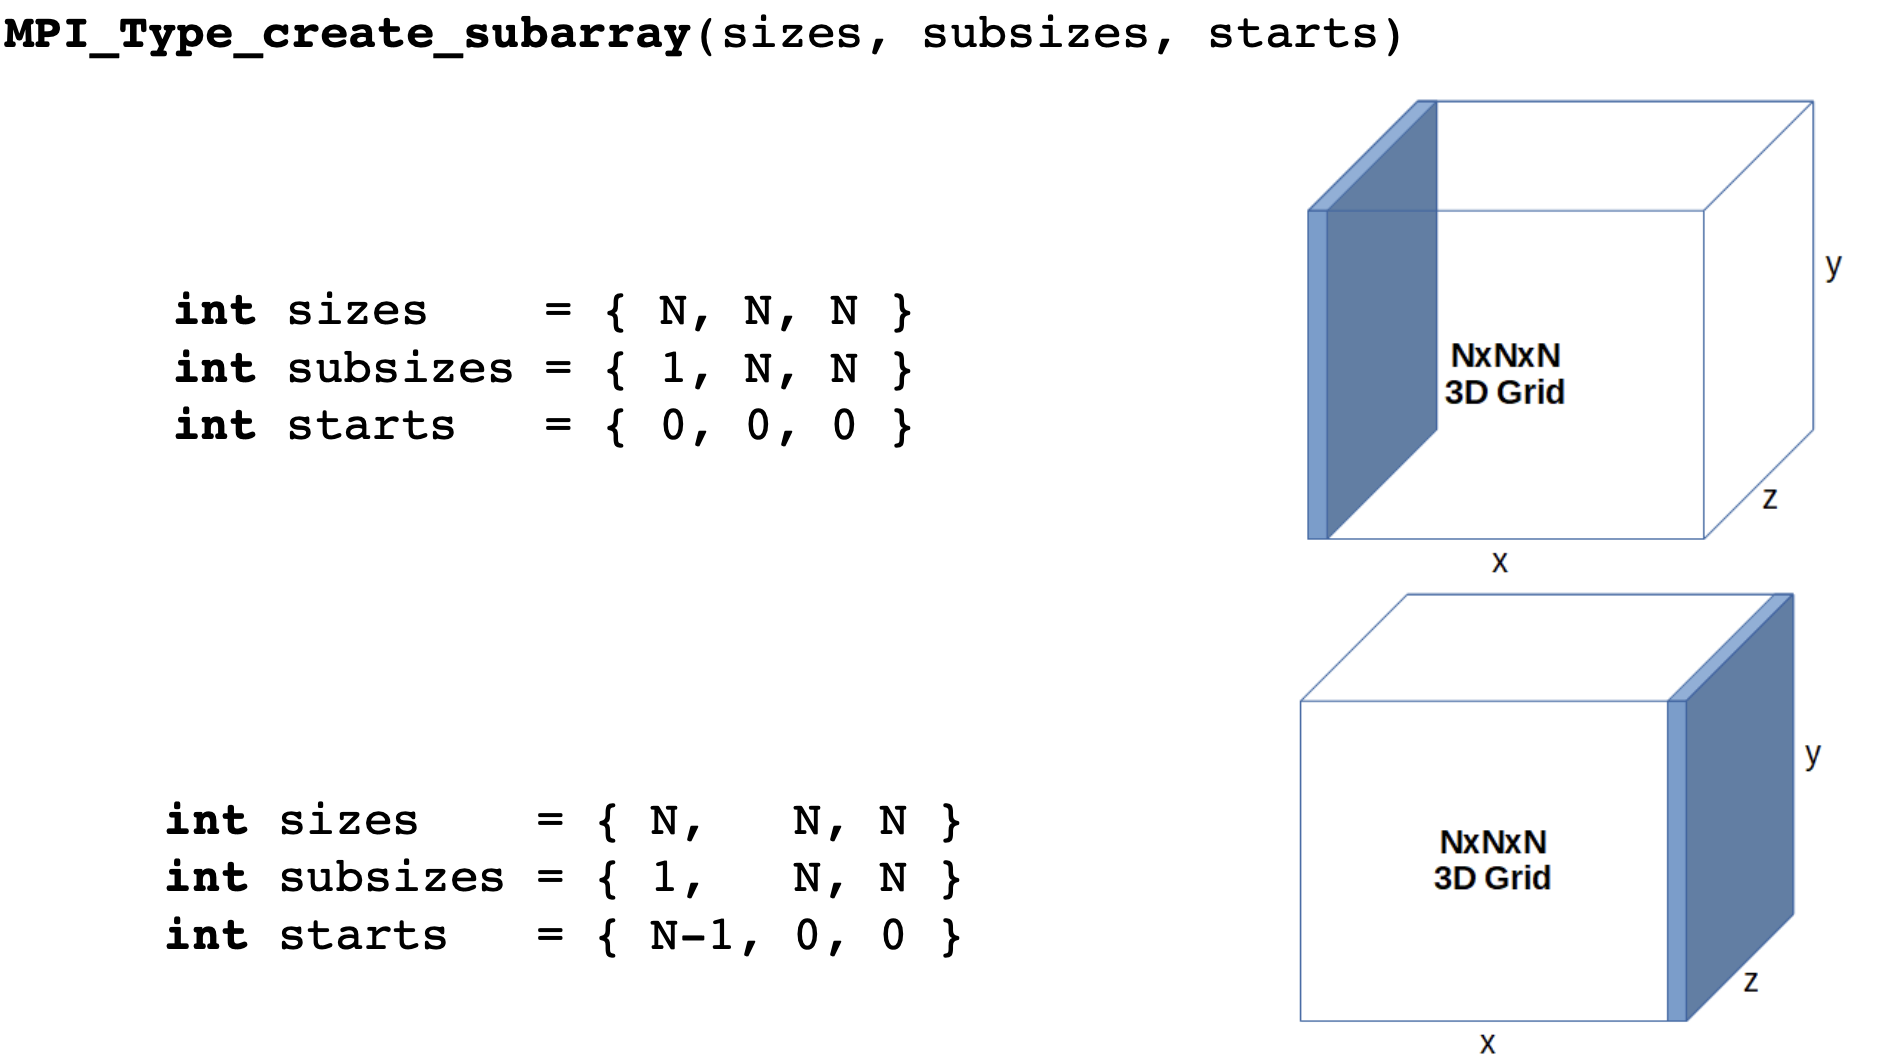 MPI_Type_create_subarray(sizes, subsizes, starts)
int sizes = { N, N, N }
int subsizes = { 1, N, N }
int starts = { 0, 0, 0 }
y
NxNxN
3D Grid
z
x
int sizes = { N, N, N }
int subsizes = { 1, N, N }
int starts = { N-1, 0, 0 }
y
NxNxN
3D Grid
z
x